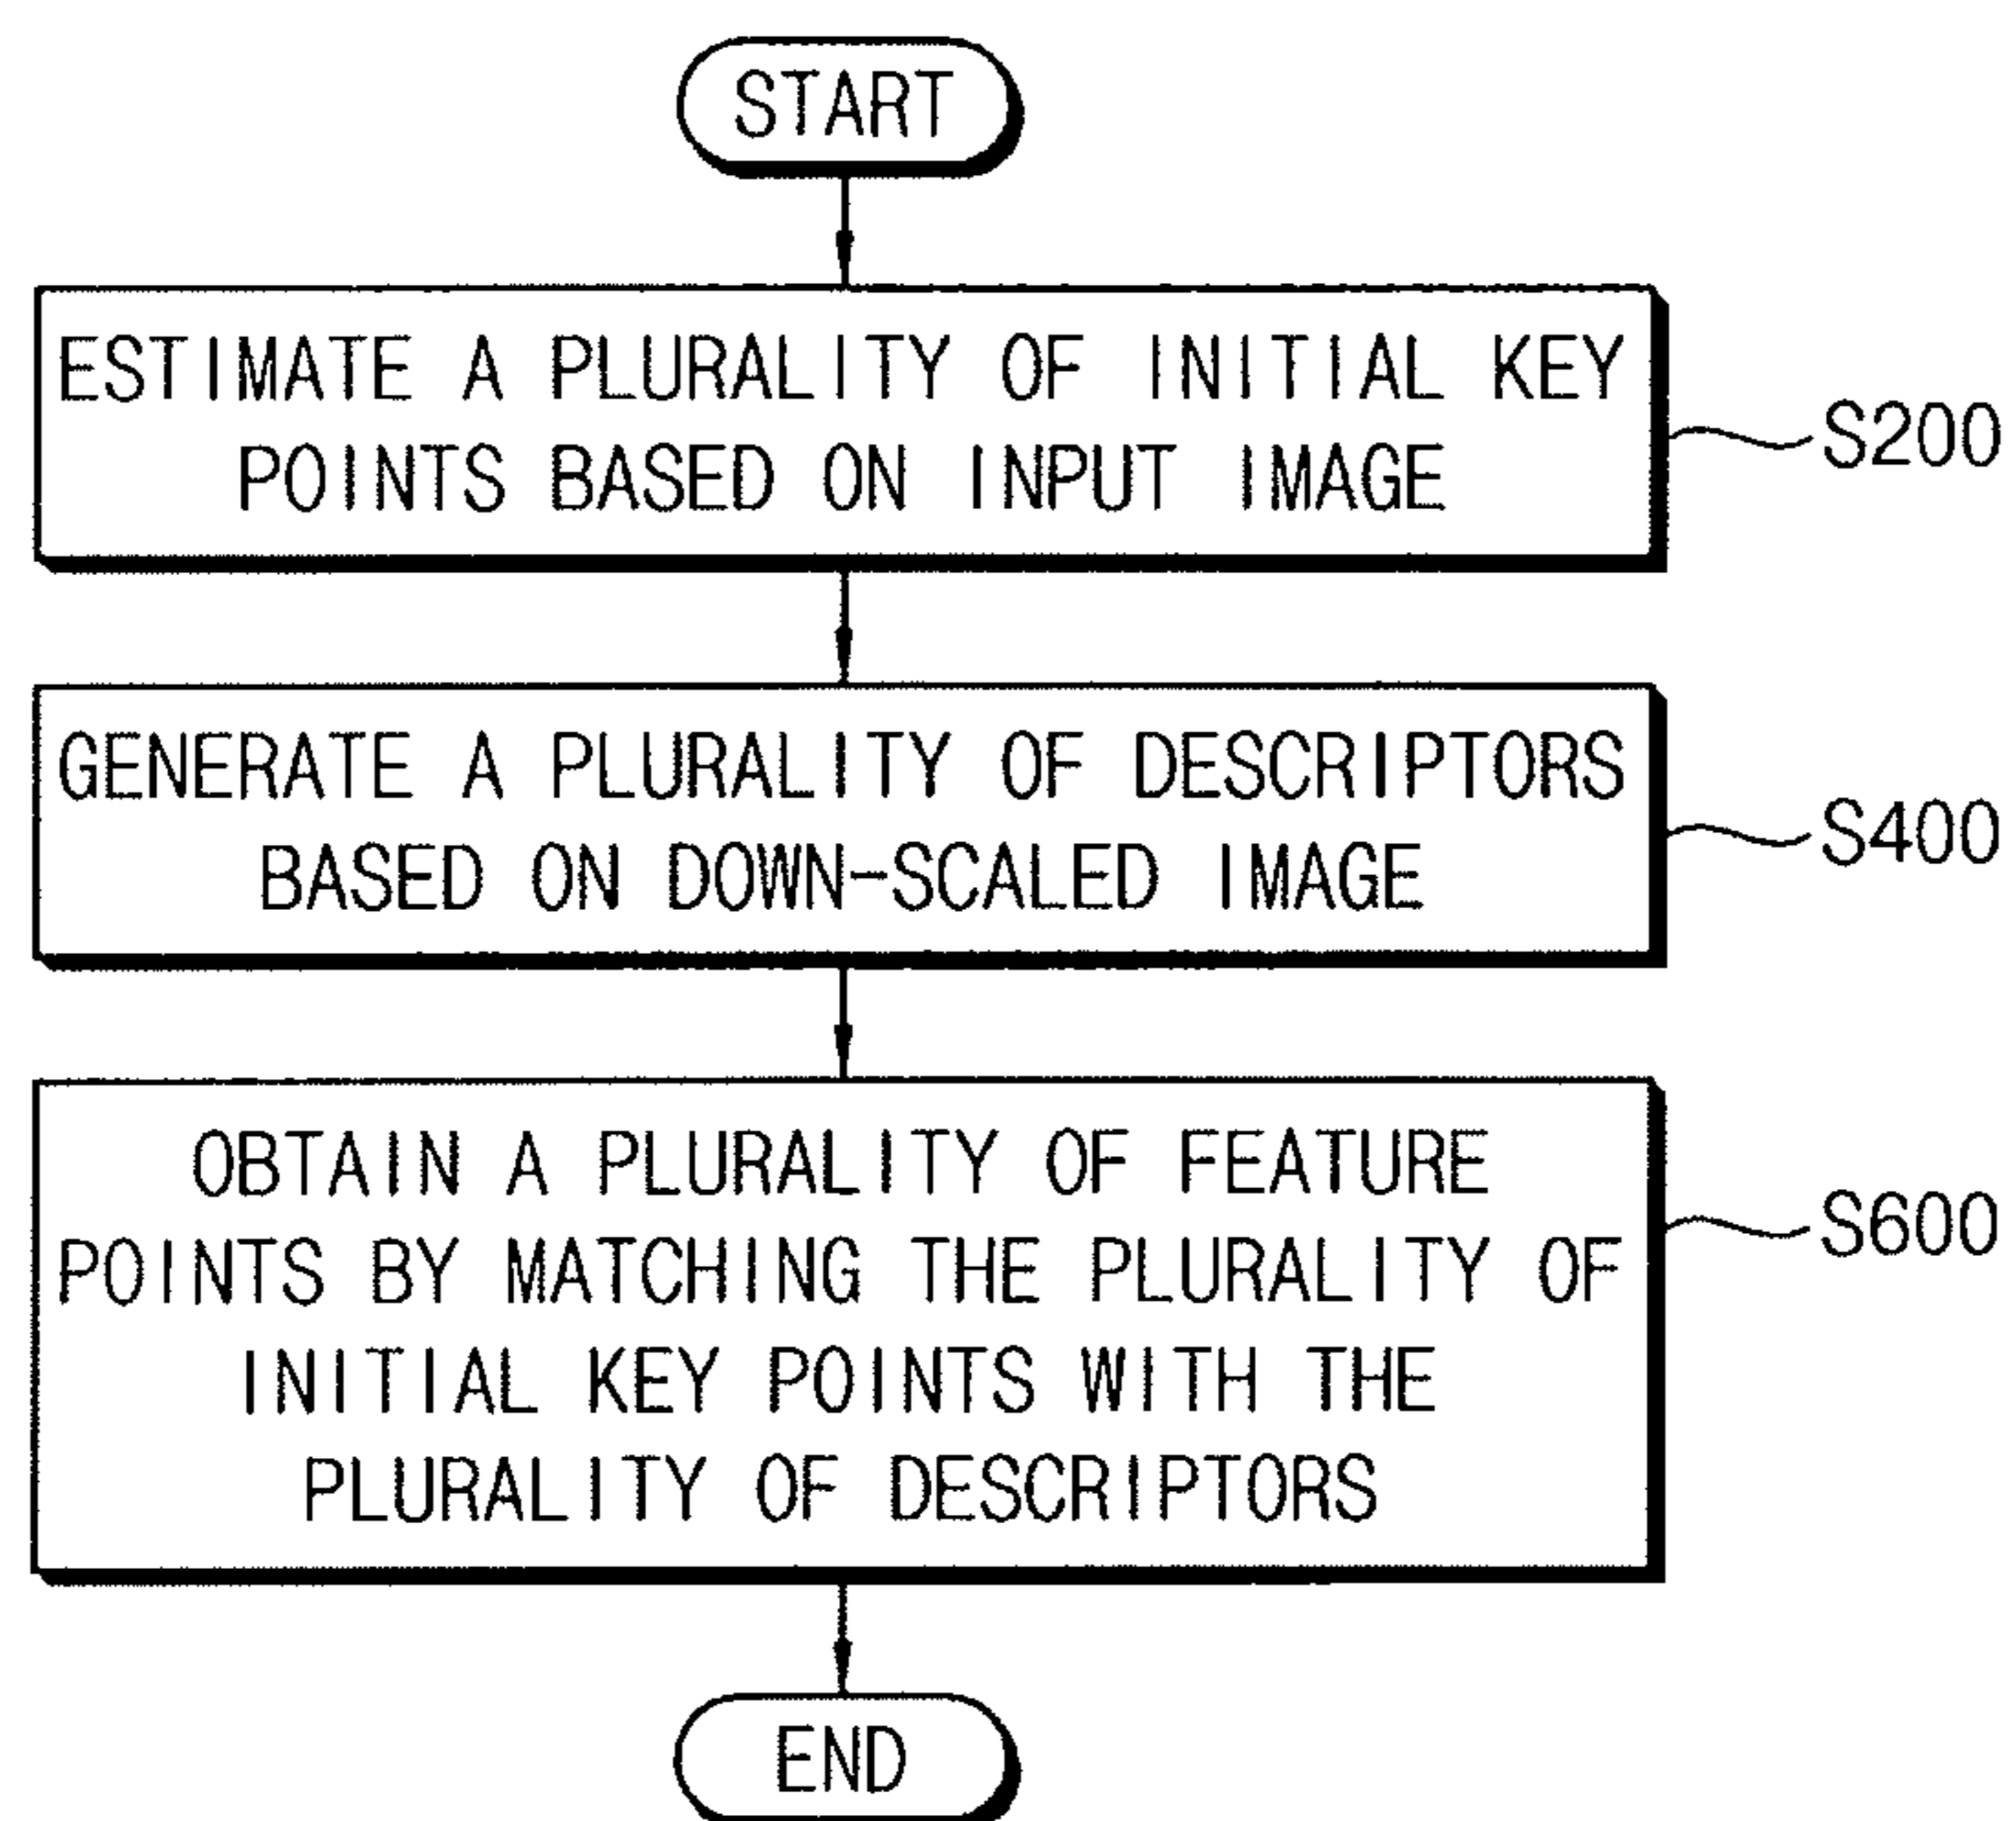 START
ESTIMATE A PLURALITY OF INITIAL KEY
POINTS BASED ON INPUT IMAGE
S200
GENERATE A PLURALITY OF DESCRIPTORS
BASED ON DOWN-SCALED IMAGE
S400
OBTAIN A PLURALITY OF FEATURE
POINTS BY MATCHING THE PLURALITY OF
INITIAL KEY POINTS WITH THE
PLURALITY OF DESCRIPTORS
S600
END